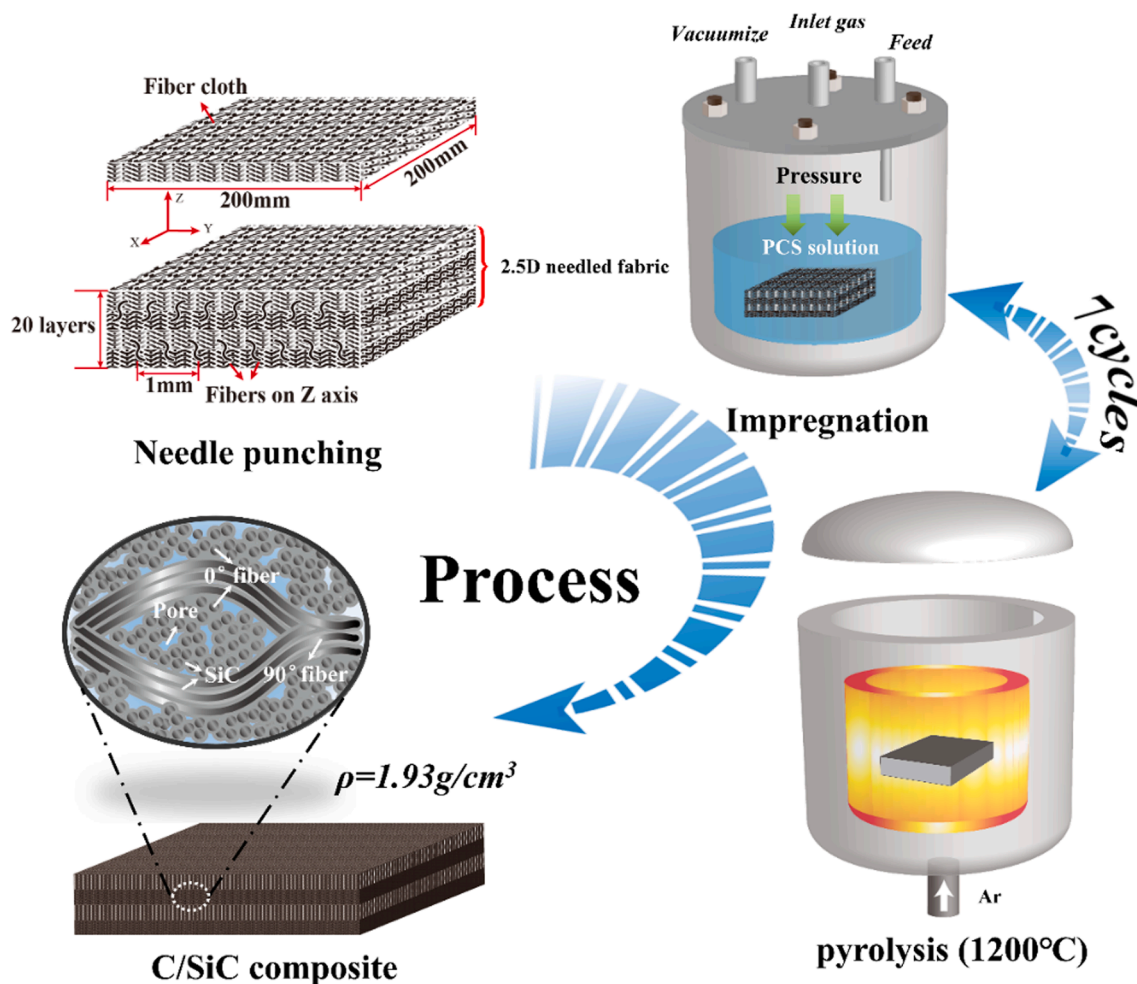 Fiber cloth
200mm
200mm
Z
X
Y
20 layers
2.5D needled fabric
1mm
Fibers on Z axis
Needle punching
Vacuumize
Inlet gas
Feed
Pressure
PCS solution
Impregnation
7 cycles
Process
0° fiber
Pore
SiC
90° fiber
ρ=1.93g/cm³
C/SiC composite
Ar
pyrolysis (1200°C)